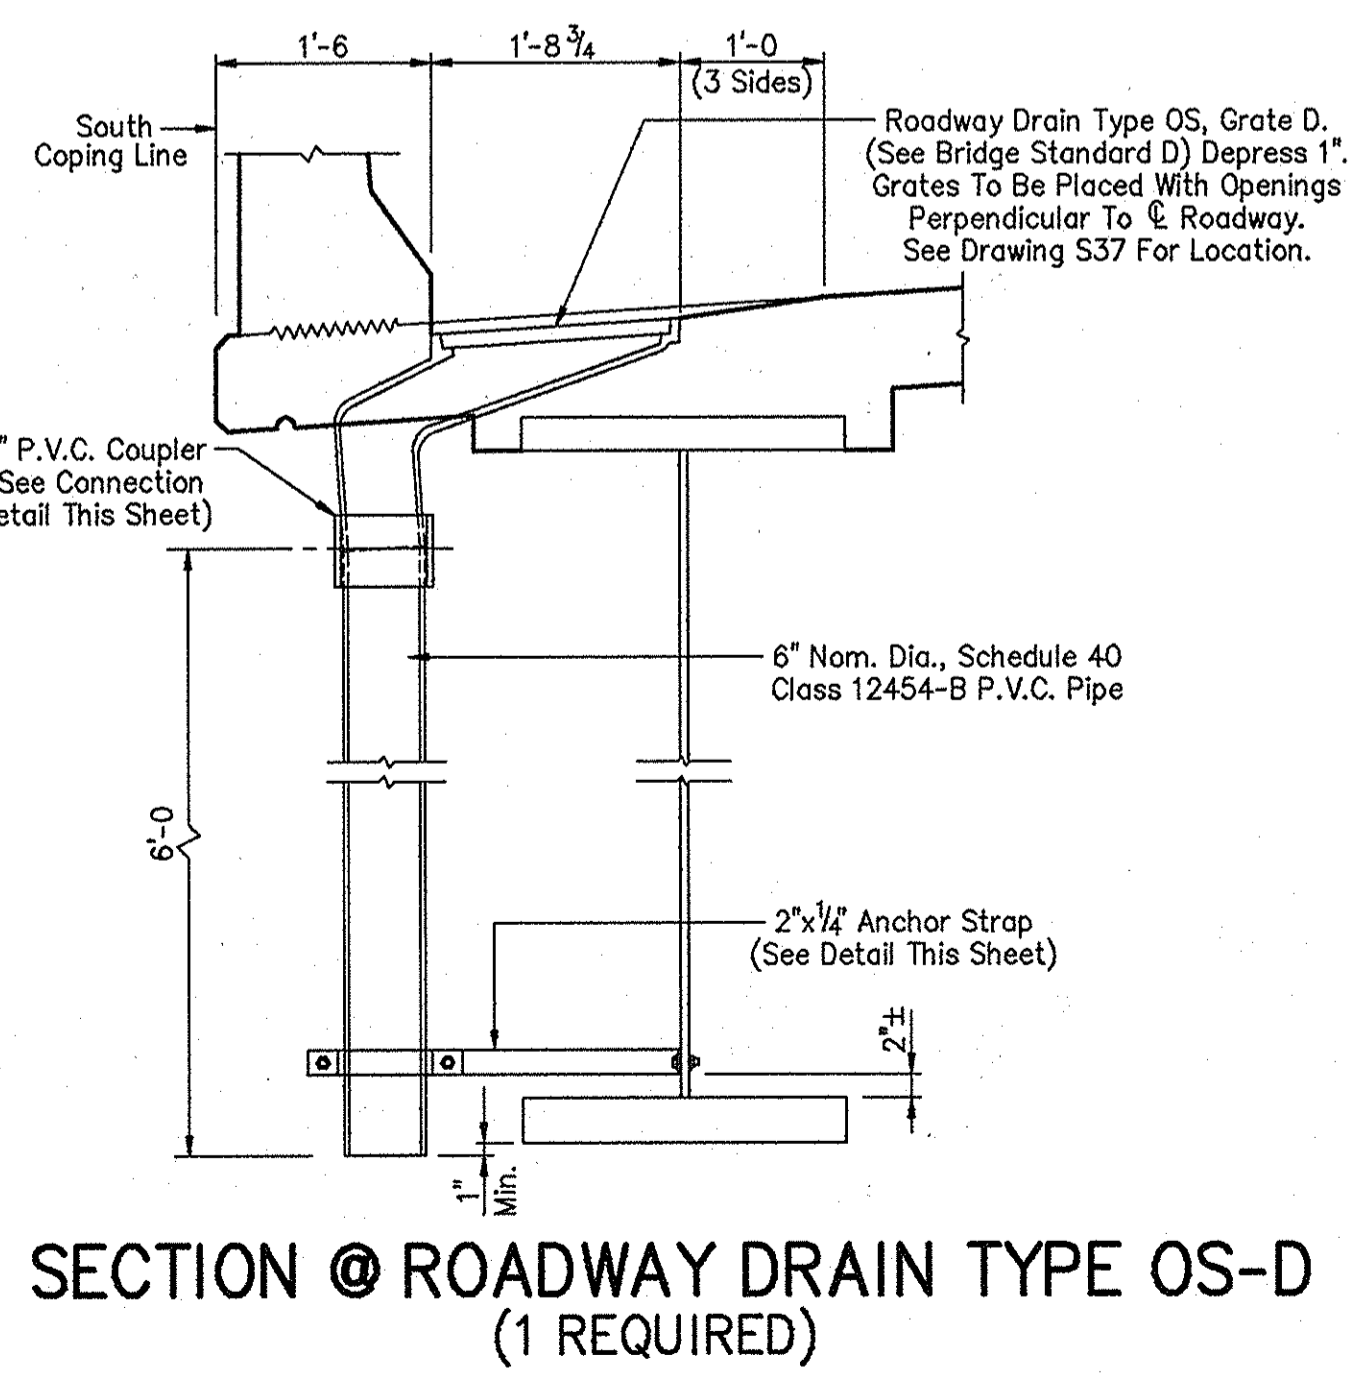 1'-6
1'-8 3/4
1'-0
(3 Sides)
South
Coping Line
Roadway Drain Type OS, Grate D.
(See Bridge Standard D) Depress 1".
Grates To Be Placed With Openings
Perpendicular To ℄ Roadway.
See Drawing S37 For Location.
" P.V.C. Coupler
See Connection
etail This Sheet)
6" Nom. Dia., Schedule 40
Class 12454-B P.V.C. Pipe
6'-0
2"x1/4" Anchor Strap
(See Detail This Sheet)
2"±
1"
Min.
SECTION @ ROADWAY DRAIN TYPE OS-D
(1 REQUIRED)